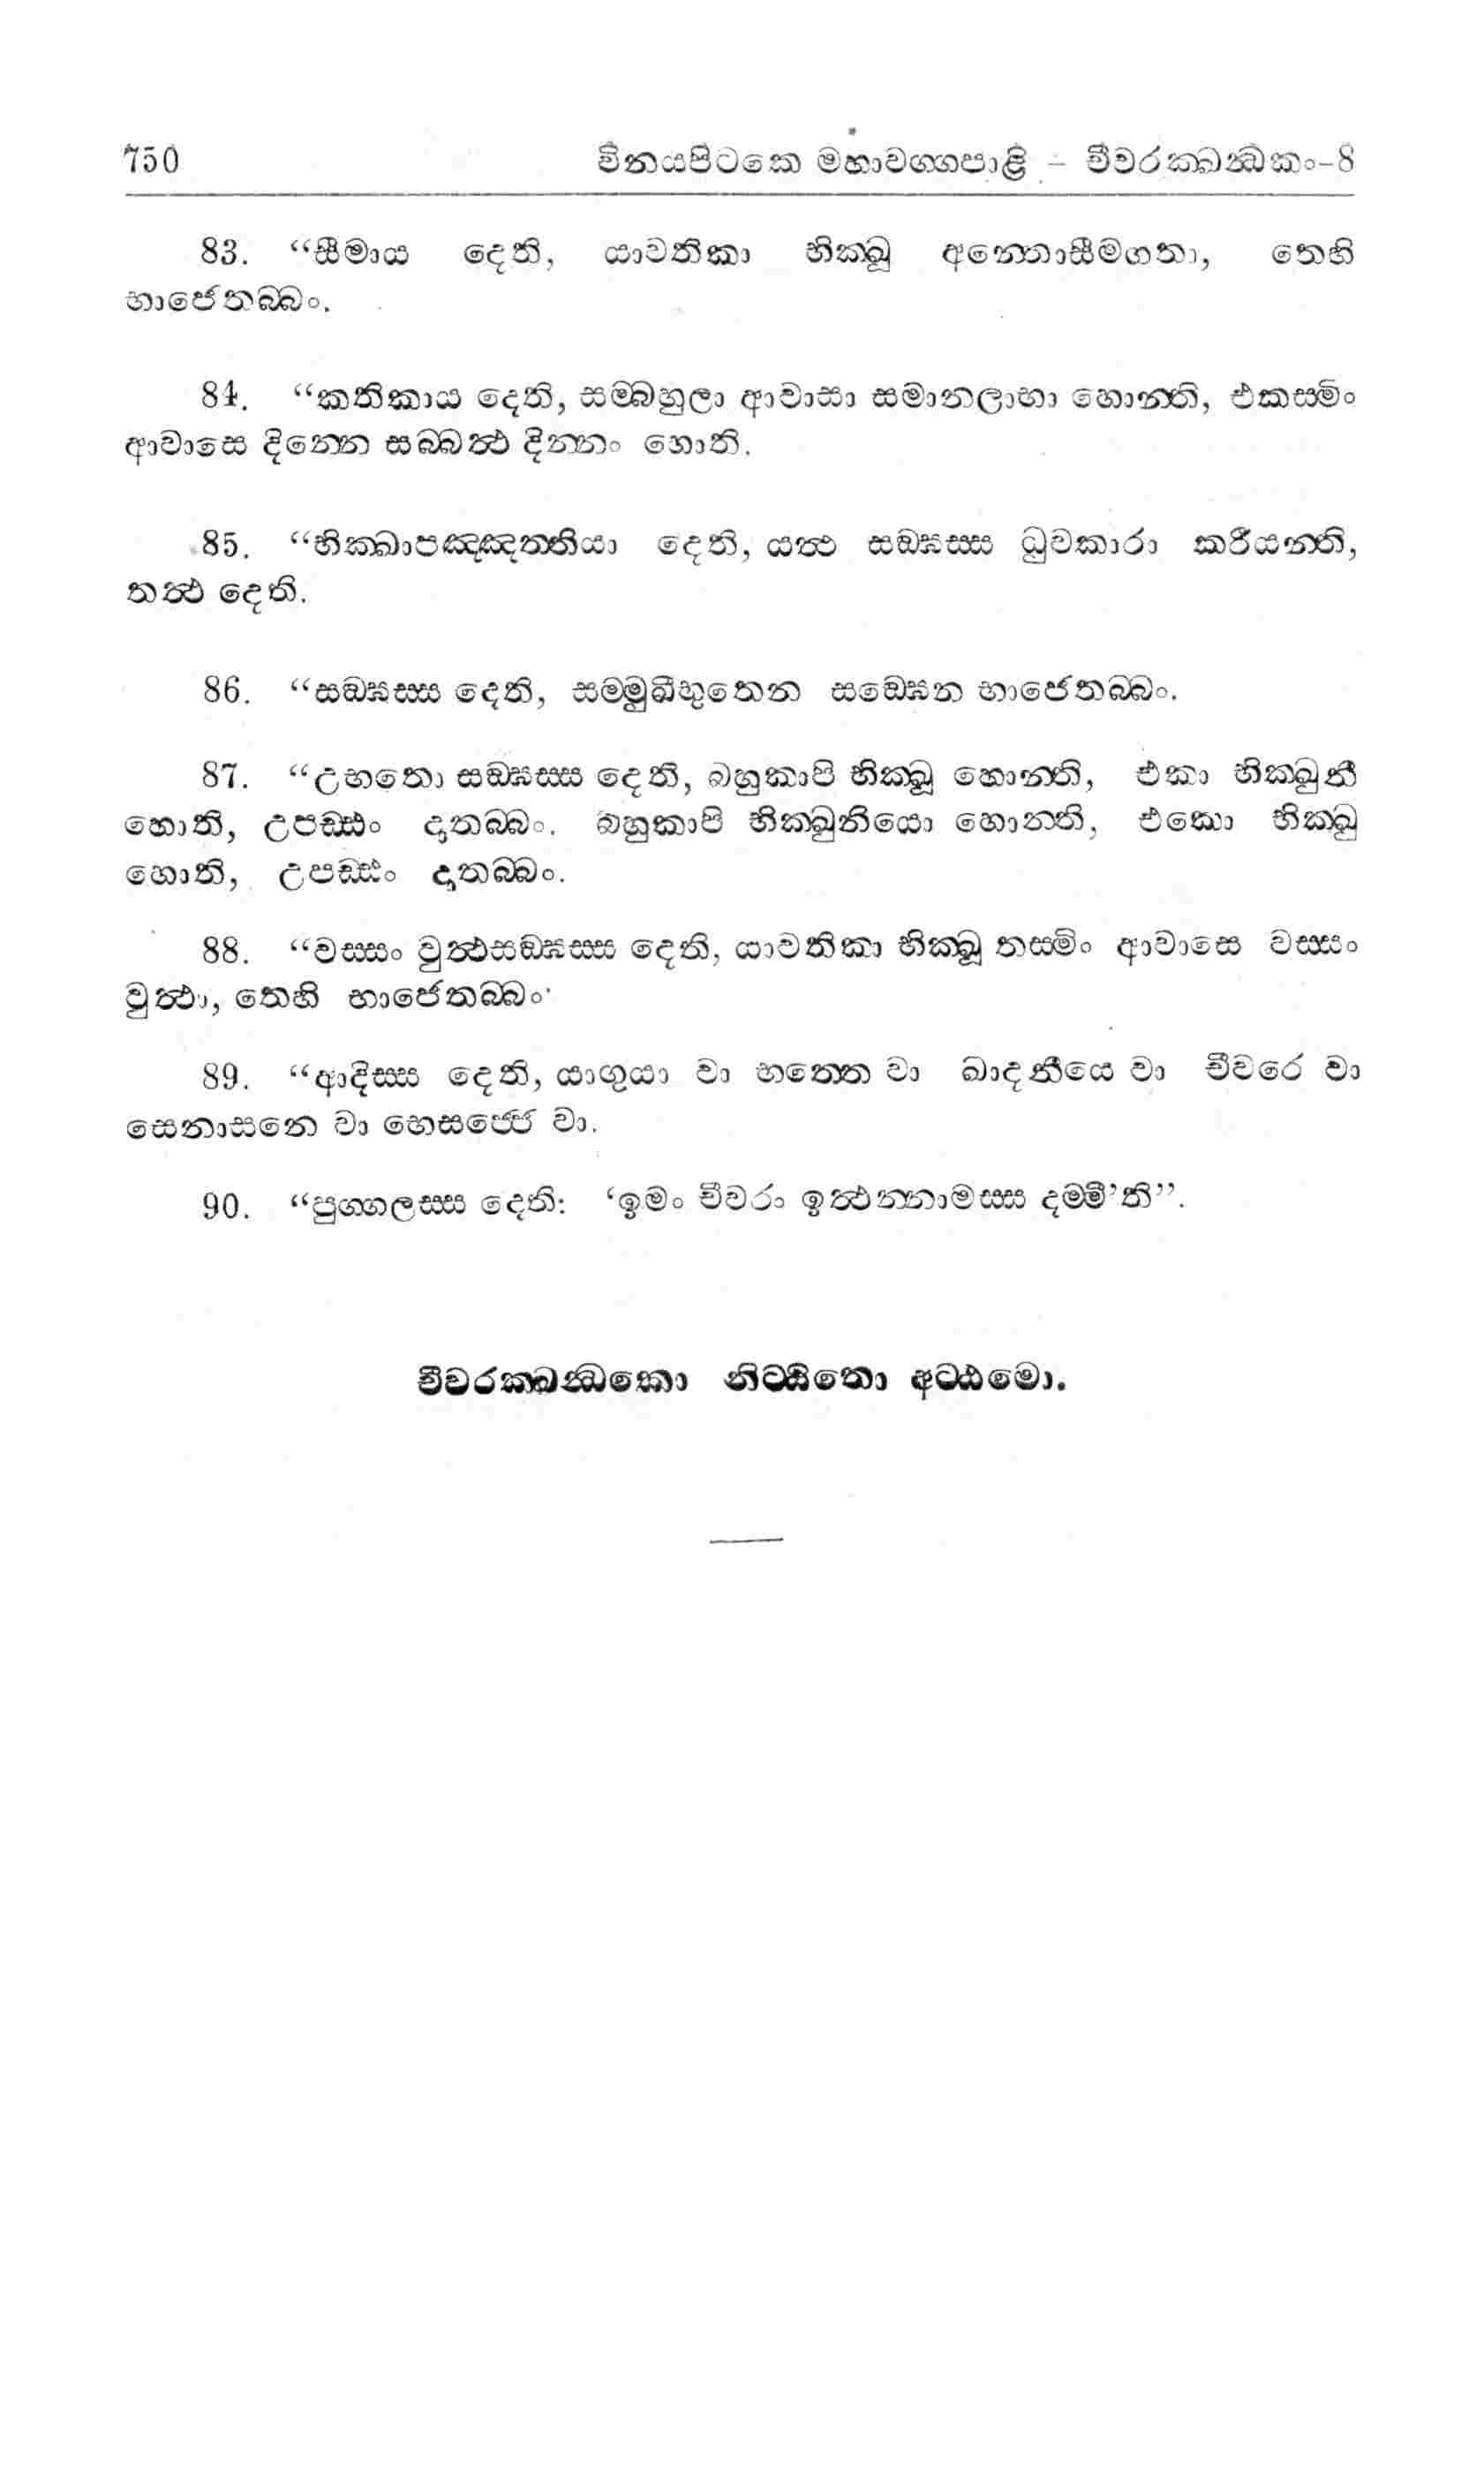 750 විනයපිටකෙ මහාවග්ගපාළි – චීවරක්ඛන්ධකං-8
83. “සීමාය දෙති, යාවතිකා භික්ඛූ අන්තොසීමගතා, තෙහි
භාජෙතබ්බං.
84. “කතිකාය දෙති, සම්බහුලා ආවාසා සමානලාභා හොන්ති, එකස්මිං
ආවාසෙ දින්නෙ සබ්බත්ථ දින්නං හොති.
85. “භික්ඛාපඤ්ඤත්තියා දෙති, යත්ථ සඞ්ඝස්ස ධුවකාරා කරීයන්ති,
තත්ථ දෙති.
86. “සඞ්ඝස්ස දෙති, සම්මුඛීභුතෙන සඞ්ඝෙන භාජෙතබ්බං.
87. “උභතො සඞ්ඝස්ස දෙති, බහුකාපි භික්ඛූ හොන්ති, එකා භික්ඛුනී
හොති, උපඩ්ඪං දාතබ්බං. බහුකාපි භික්ඛුනියො හොන්ති, එකො භික්ඛු
හොති, උපඩ්ඪං දාතබ්බං.
88. “වස්සං වුත්ථසඞ්ඝස්ස දෙති, යාවතිකා භික්ඛූ තස්මිං ආවාසෙ වස්සං
වුත්ථා, තෙහි භාජෙතබ්බං.
89. “ආදිස්ස දෙති, යාගුයා වා භත්තෙ වා ඛාදනීයෙ වා චීවරෙ වා
සෙනාසනෙ වා භෙසජ්ජෙ වා.
90. “පුග්ගලස්ස දෙති: ‘ඉමං චීවරං ඉත්ථන්නාමස්ස දම්මී’ති”.
චීවරක්ඛන්ධකො නිට්ඨිතො අට්ඨමො.